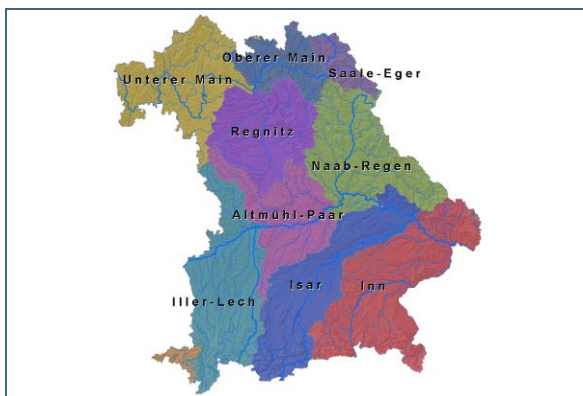 Oberer Main
Saale-Eger
Unterer Main
Regnitz
Naab-Regen
Altmühl-Paar
Isar
Inn
Iller-Lech